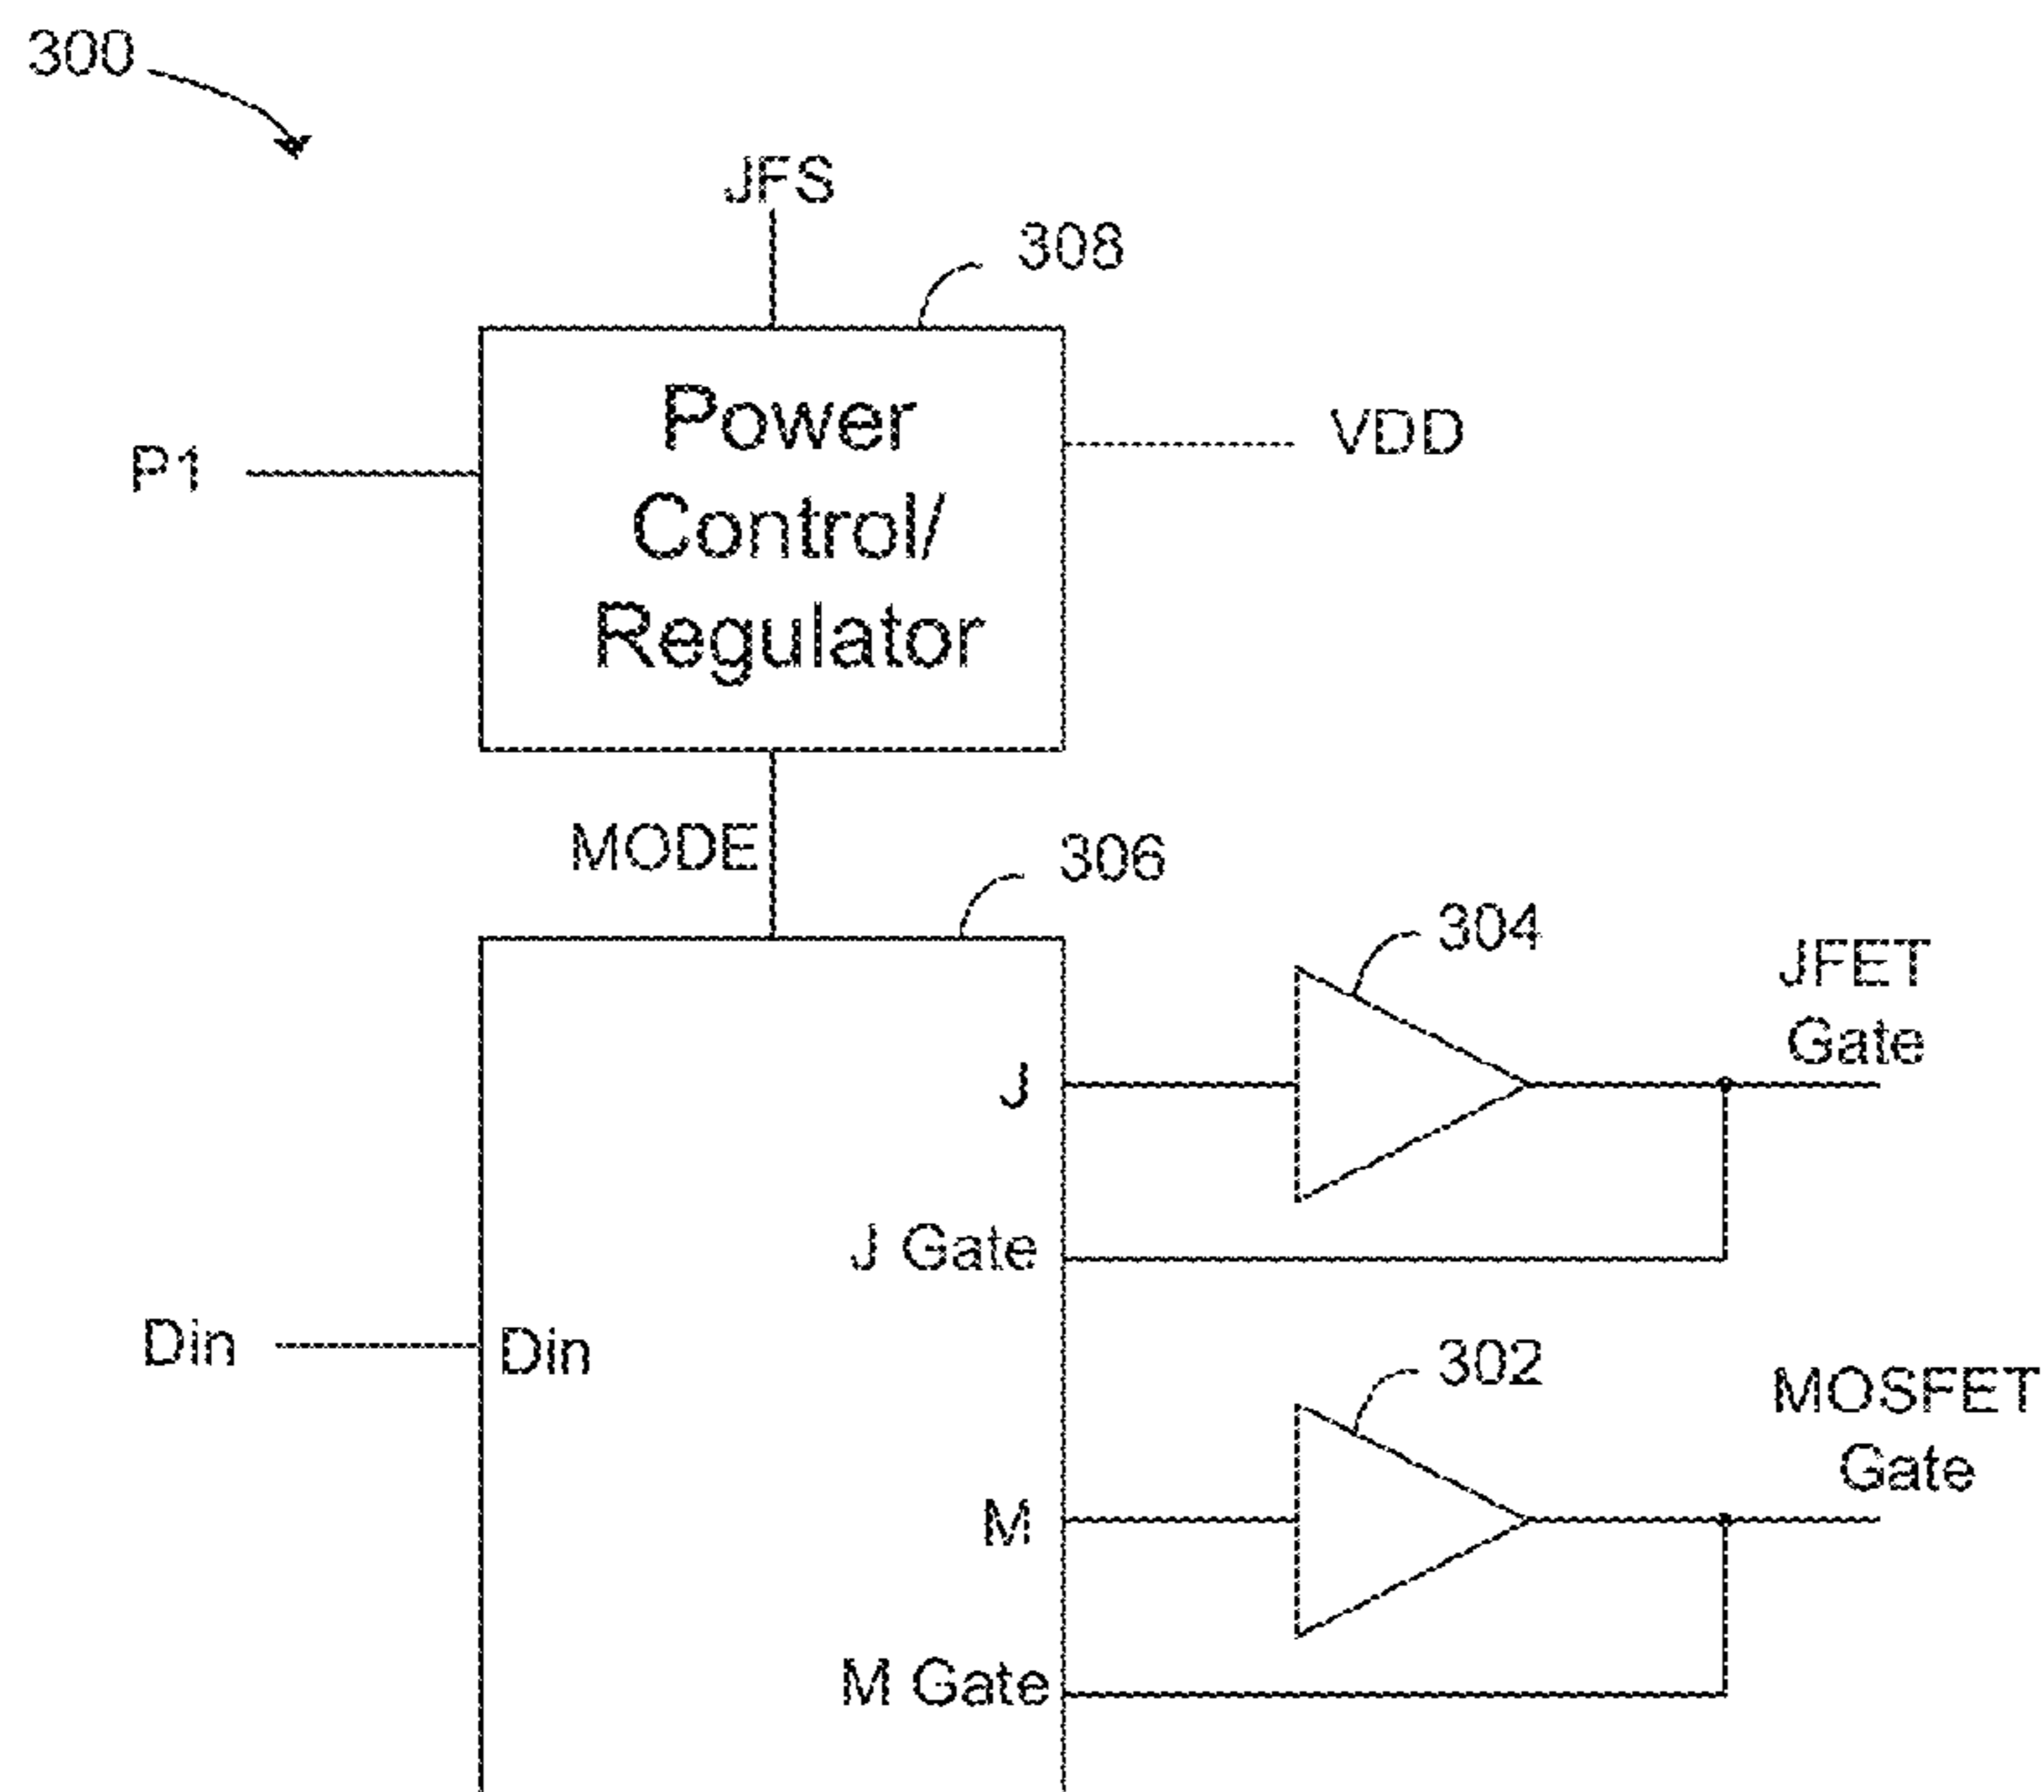 300
JFS
308
Power
Control/
Regulator
P1
VDD
MODE
306
304
JFET
Gate
J
J Gate
Din
Din
302
MOSFET
Gate
M
M Gate